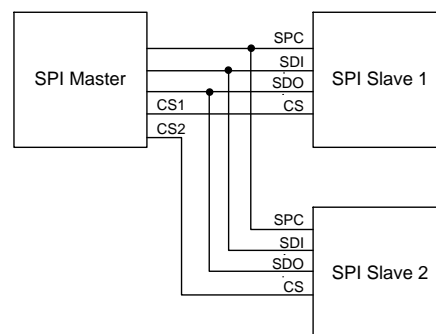 SPC
SDI
SPI Master
SDO
SPI Slave 1
CS1
CS
CS2
SPC
SDI
SDO
SPI Slave 2
CS